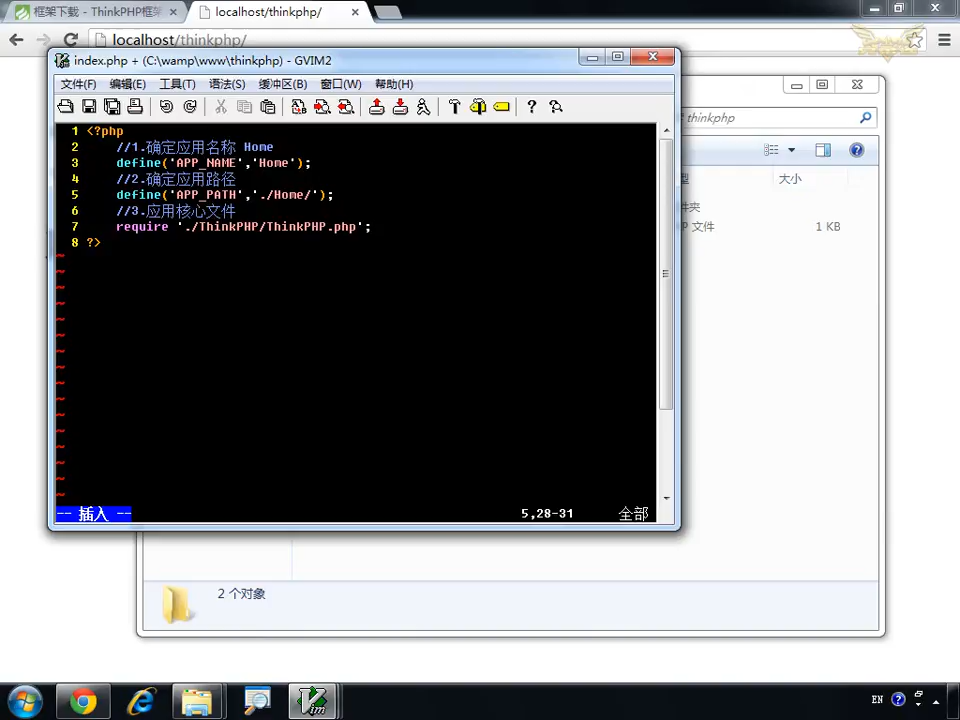 框架下载 - ThinkPHP框架
localhost/thinkphp/
localhost/thinkphp/
index.php + (C:\wamp\www\thinkphp) - GVIM2
文件(F) 编辑(E) 工具(T) 语法(S) 缓冲区(B) 窗口(W) 帮助(H)
thinkphp
型 大小
件夹
P 文件 1 KB
1 <?php
2 //1.确定应用名称 Home
3 define('APP_NAME','Home');
4 //2.确定应用路径
5 define('APP_PATH','./Home/');
6 //3.应用核心文件
7 require './ThinkPHP/ThinkPHP.php';
8 ?>
-- 插入 -- 5,28-31 全部
2 个对象
EN